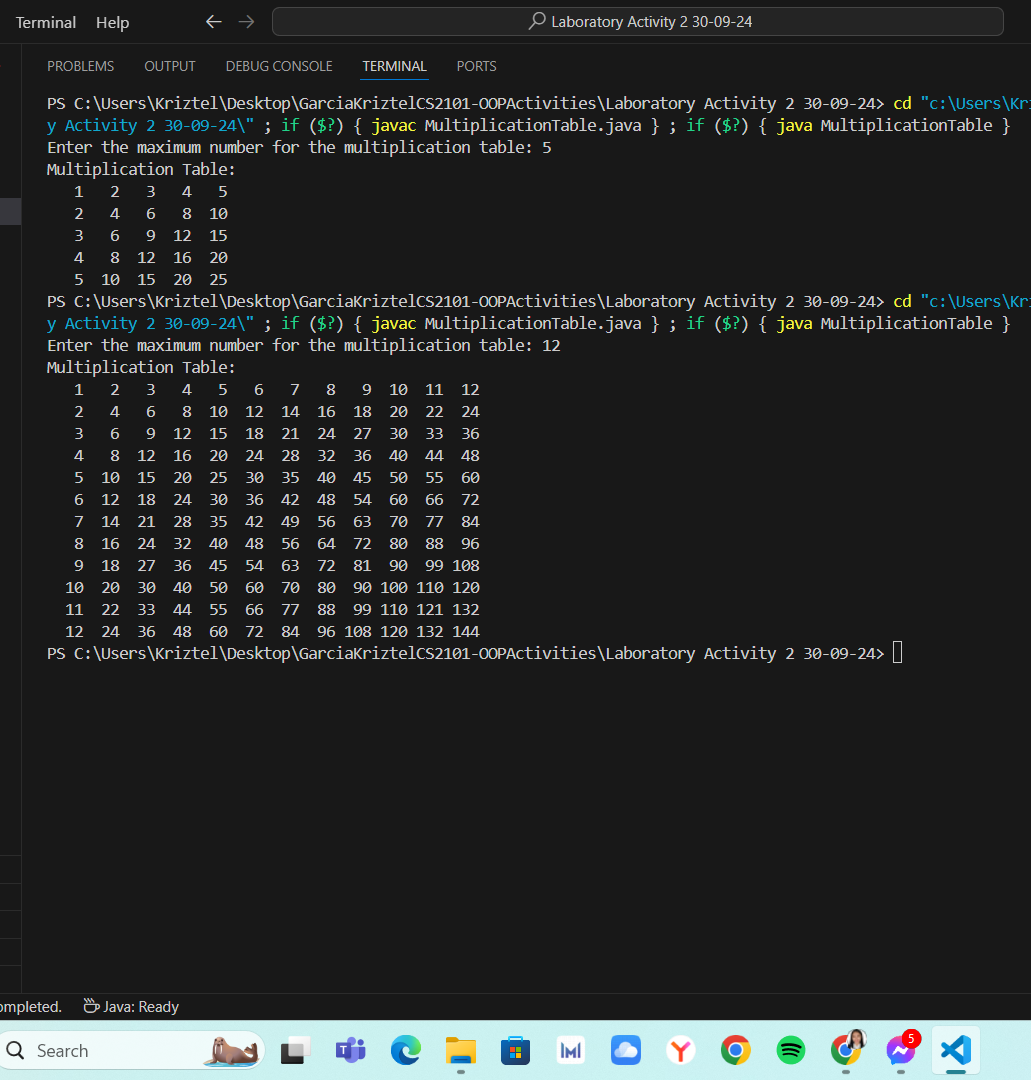 Terminal Help
Laboratory Activity 2 30-09-24
PROBLEMS OUTPUT DEBUG CONSOLE TERMINAL PORTS
PS C:\Users\Kriztel\Desktop\GarciaKriztelCS2101-OOPActivities\Laboratory Activity 2 30-09-24> cd "c:\Users\Kr
y Activity 2 30-09-24\" ; if ($?) { javac MultiplicationTable.java } ; if ($?) { java MultiplicationTable }
Enter the maximum number for the multiplication table: 5
Multiplication Table:
1 2 3 4 5
2 4 6 8 10
3 6 9 12 15
4 8 12 16 20
5 10 15 20 25
PS C:\Users\Kriztel\Desktop\GarciaKriztelCS2101-OOPActivities\Laboratory Activity 2 30-09-24> cd "c:\Users\Kr
y Activity 2 30-09-24\" ; if ($?) { javac MultiplicationTable.java } ; if ($?) { java MultiplicationTable }
Enter the maximum number for the multiplication table: 12
Multiplication Table:
1 2 3 4 5 6 7 8 9 10 11 12
2 4 6 8 10 12 14 16 18 20 22 24
3 6 9 12 15 18 21 24 27 30 33 36
4 8 12 16 20 24 28 32 36 40 44 48
5 10 15 20 25 30 35 40 45 50 55 60
6 12 18 24 30 36 42 48 54 60 66 72
7 14 21 28 35 42 49 56 63 70 77 84
8 16 24 32 40 48 56 64 72 80 88 96
9 18 27 36 45 54 63 72 81 90 99 108
10 20 30 40 50 60 70 80 90 100 110 120
11 22 33 44 55 66 77 88 99 110 121 132
12 24 36 48 60 72 84 96 108 120 132 144
PS C:\Users\Kriztel\Desktop\GarciaKriztelCS2101-OOPActivities\Laboratory Activity 2 30-09-24>
ompleted. Java: Ready
Search 5